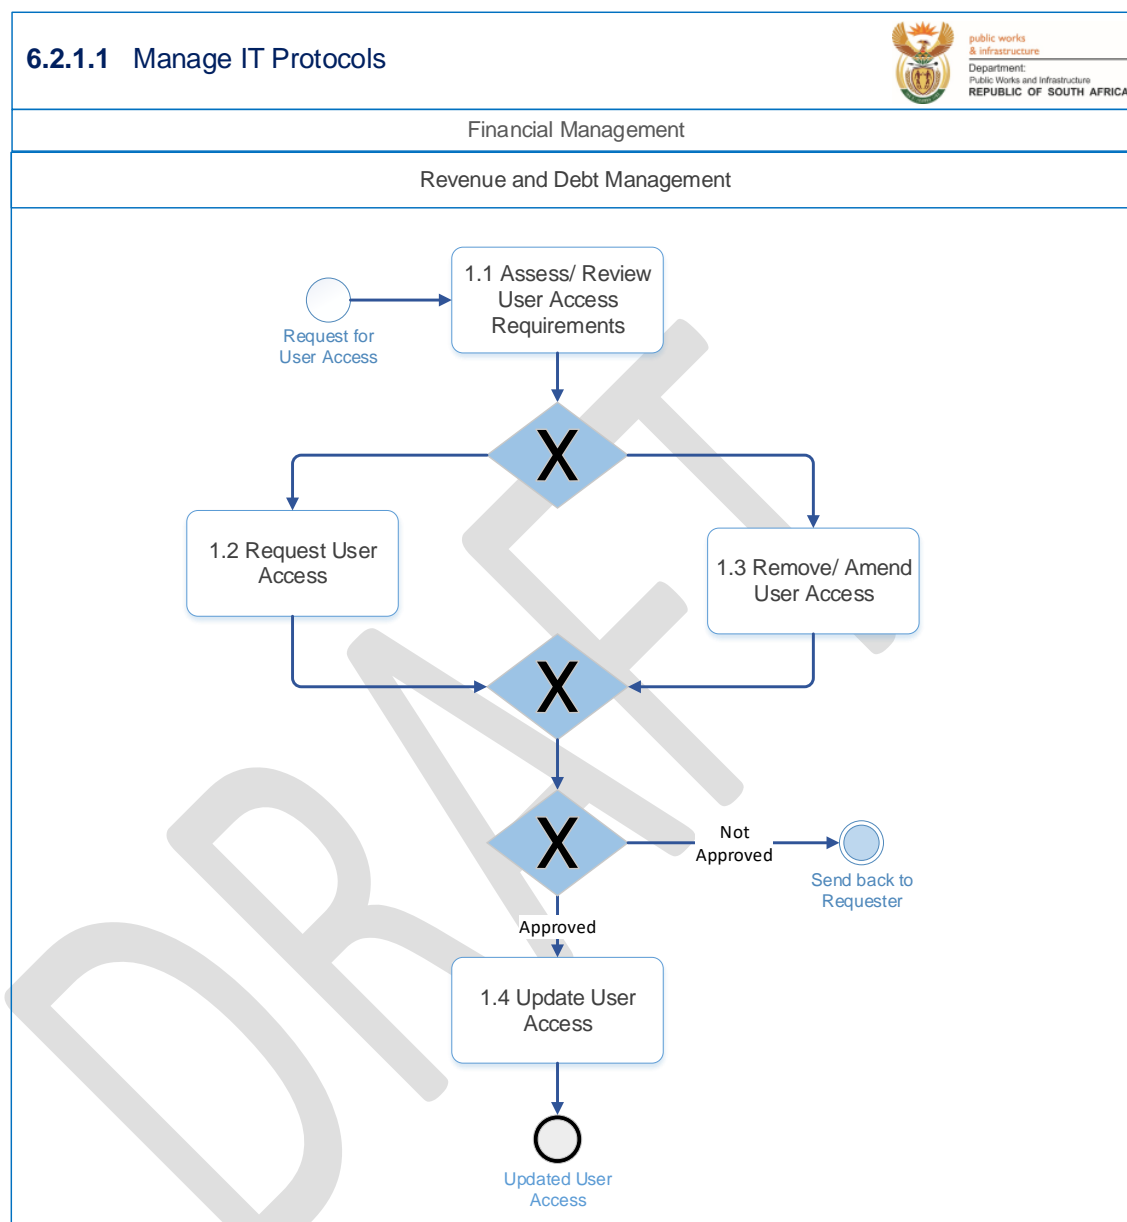 6.2.1.1 Manage IT Protocols
public works
& infrastructure
Department:
Public Works and Infrastructure
REPUBLIC OF SOUTH AFRICA
Financial Management
Revenue and Debt Management
1.1 Assess/ Review
User Access
Requirements
Request for
User Access
X
1.2 Request User
Access
1.3 Remove/ Amend
User Access
X
X
Not
Approved
Send back to
Requester
Approved
1.4 Update User
Access
Updated User
Access
DRAFT